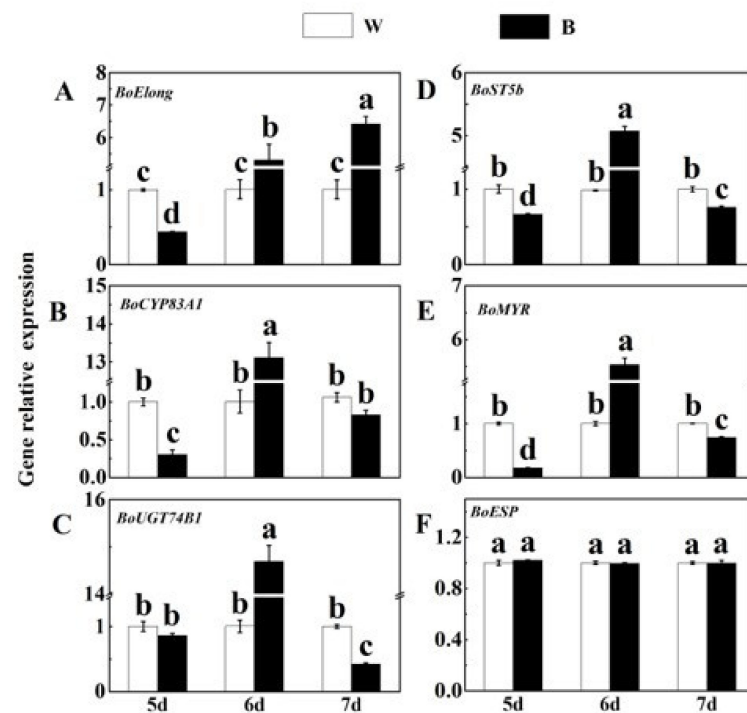 W B
A BoElong
8
6
1
0
c d c b c a
D BoST5b
6
5
1
0
b d b a b c
B BoCYP83A1
15
14
13
1.0
0.5
0.0
b c b a b b
E BoMYR
7
6
1
0
b d b a b c
C BoUGT74B1
16
14
1
0
b b b a b c
F BoESP
1.2
0.8
0.4
0.0
a a a a a a
Gene relative expression
5d 6d 7d
5d 6d 7d